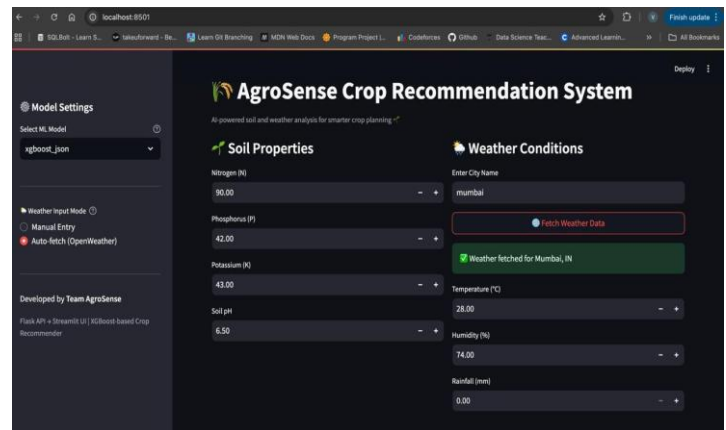 localhost:8501
Finish update
SQLBolt - Learn S...
takeuforward - Be...
Learn Git Branching
MDN Web Docs
Program Project |...
Codeforces
Github
Data Science Teac...
Advanced Learnin...
All Bookmarks
Deploy
Model Settings
Select ML Model
xgboost_json
Weather Input Mode
Manual Entry
Auto-fetch (OpenWeather)
Developed by Team AgroSense
Flask API + Streamlit UI | XGBoost-based Crop
Recommender
AgroSense Crop Recommendation System
AI-powered soil and weather analysis for smarter crop planning
Soil Properties
Nitrogen (N)
90.00
Phosphorus (P)
42.00
Potassium (K)
43.00
Soil pH
6.50
Weather Conditions
Enter City Name
mumbai
Fetch Weather Data
Weather fetched for Mumbai, IN
Temperature (°C)
28.00
Humidity (%)
74.00
Rainfall (mm)
0.00